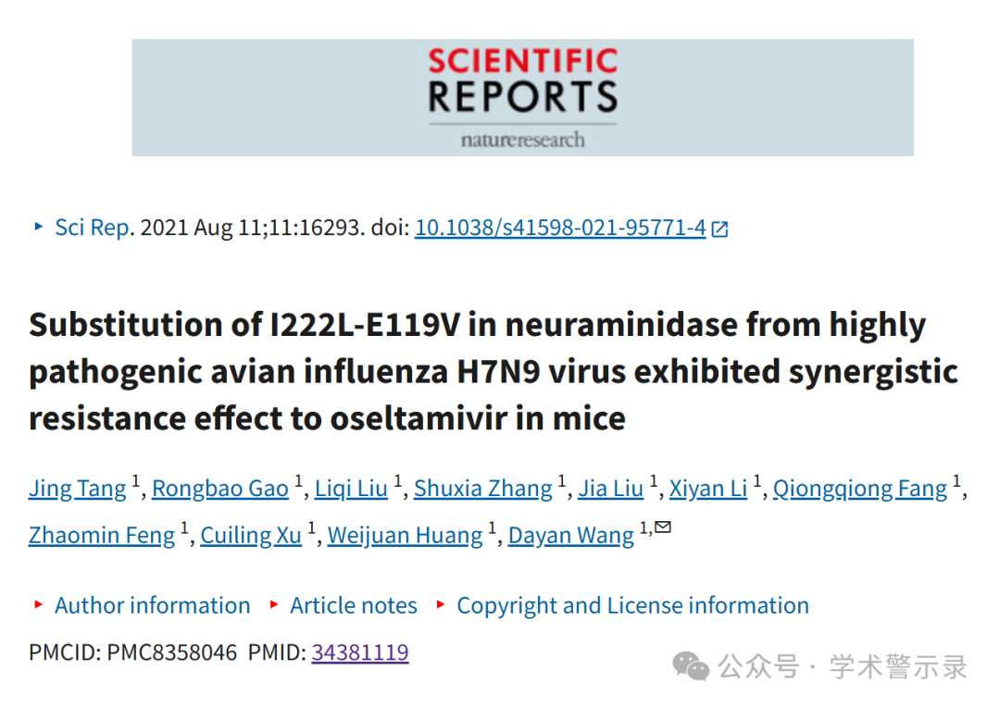 SCIENTIFIC
REPORTS
natureresearch
Sci Rep. 2021 Aug 11;11:16293. doi: 10.1038/s41598-021-95771-4
Substitution of I222L-E119V in neuraminidase from highly
pathogenic avian influenza H7N9 virus exhibited synergistic
resistance effect to oseltamivir in mice
Jing Tang 1, Rongbao Gao 1, Liqi Liu 1, Shuxia Zhang 1, Jia Liu 1, Xiyan Li 1, Qiongqiong Fang 1,
Zhaomin Feng 1, Cuiling Xu 1, Weijuan Huang 1, Dayan Wang 1,✉
Author information Article notes Copyright and License information
PMCID: PMC8358046 PMID: 34381119
公众号 · 学术警示录